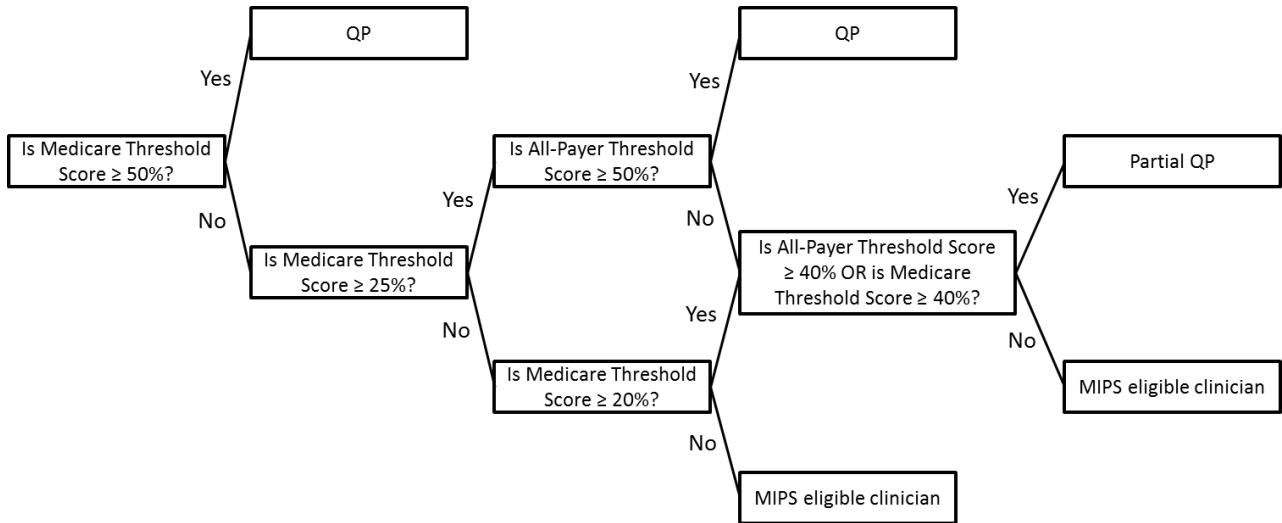 QP
Yes
Is Medicare Threshold
Score ≥ 50%?
No
Is Medicare Threshold
Score ≥ 25%?
Yes
Is All-Payer Threshold
Score ≥ 50%?
No
Is Medicare Threshold
Score ≥ 20%?
Yes
QP
No
Is All-Payer Threshold Score
≥ 40% OR is Medicare
Threshold Score ≥ 40%?
Yes
No
MIPS eligible clinician
Yes
Partial QP
No
MIPS eligible clinician